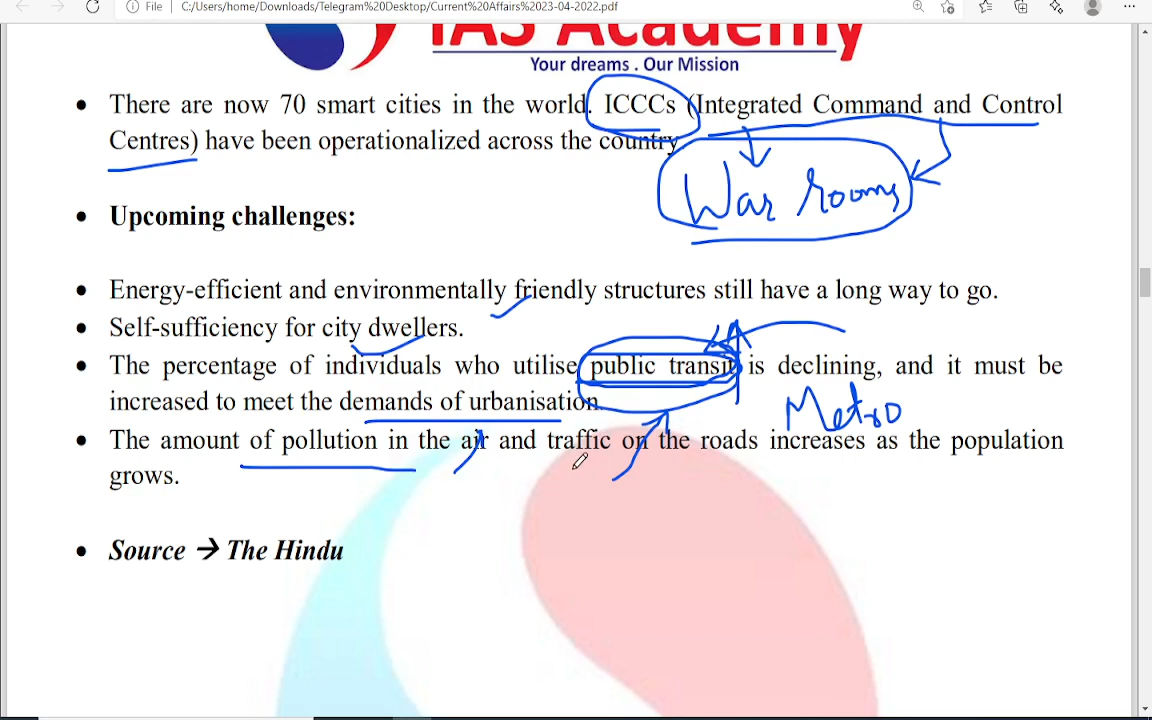 File C:/Users/home/Downloads/Telegram%20Desktop/Current%20Affairs%2023-04-2022.pdf
IAS Academy
Your dreams . Our Mission
• There are now 70 smart cities in the world. ICCCs (Integrated Command and Control
Centres) have been operationalized across the country
War rooms
• Upcoming challenges:
• Energy-efficient and environmentally friendly structures still have a long way to go.
• Self-sufficiency for city dwellers.
• The percentage of individuals who utilise public transit is declining, and it must be
increased to meet the demands of urbanisation.
Metro
• The amount of pollution in the air and traffic on the roads increases as the population
grows.
• Source → The Hindu